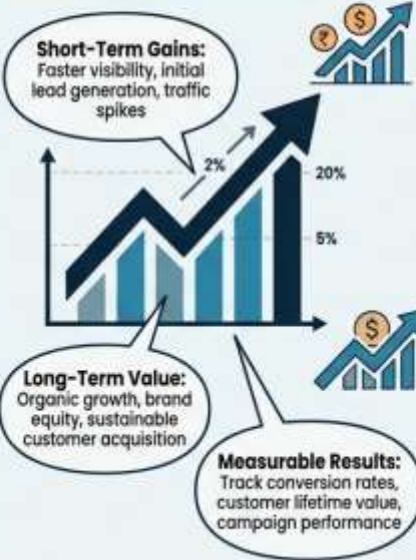 Short-Term Gains:
Faster visibility, initial
lead generation, traffic
spikes
₹
$
2%
20%
5%
$
Long-Term Value:
Organic growth, brand
equity, sustainable
customer acquisition
Measurable Results:
Track conversion rates,
customer lifetime value,
campaign performance